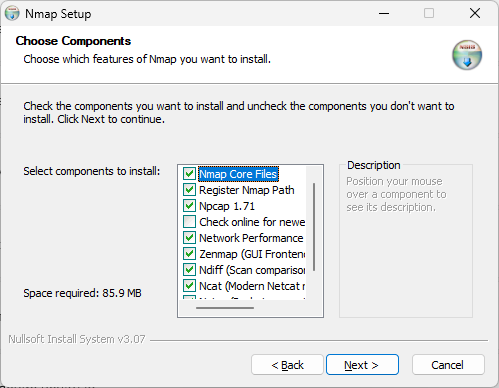 Nmap Setup
Choose Components
Choose which features of Nmap you want to install.
Check the components you want to install and uncheck the components you don't want to
install. Click Next to continue.
Select components to install:
Nmap Core Files
Register Nmap Path
Npcap 1.71
Check online for newe
Network Performance
Zenmap (GUI Frontend
Ndiff (Scan comparison
Ncat (Modern Netcat r
Description
Position your mouse
over a component to
see its description.
Space required: 85.9 MB
Nullsoft Install System v3.07
< Back
Next >
Cancel